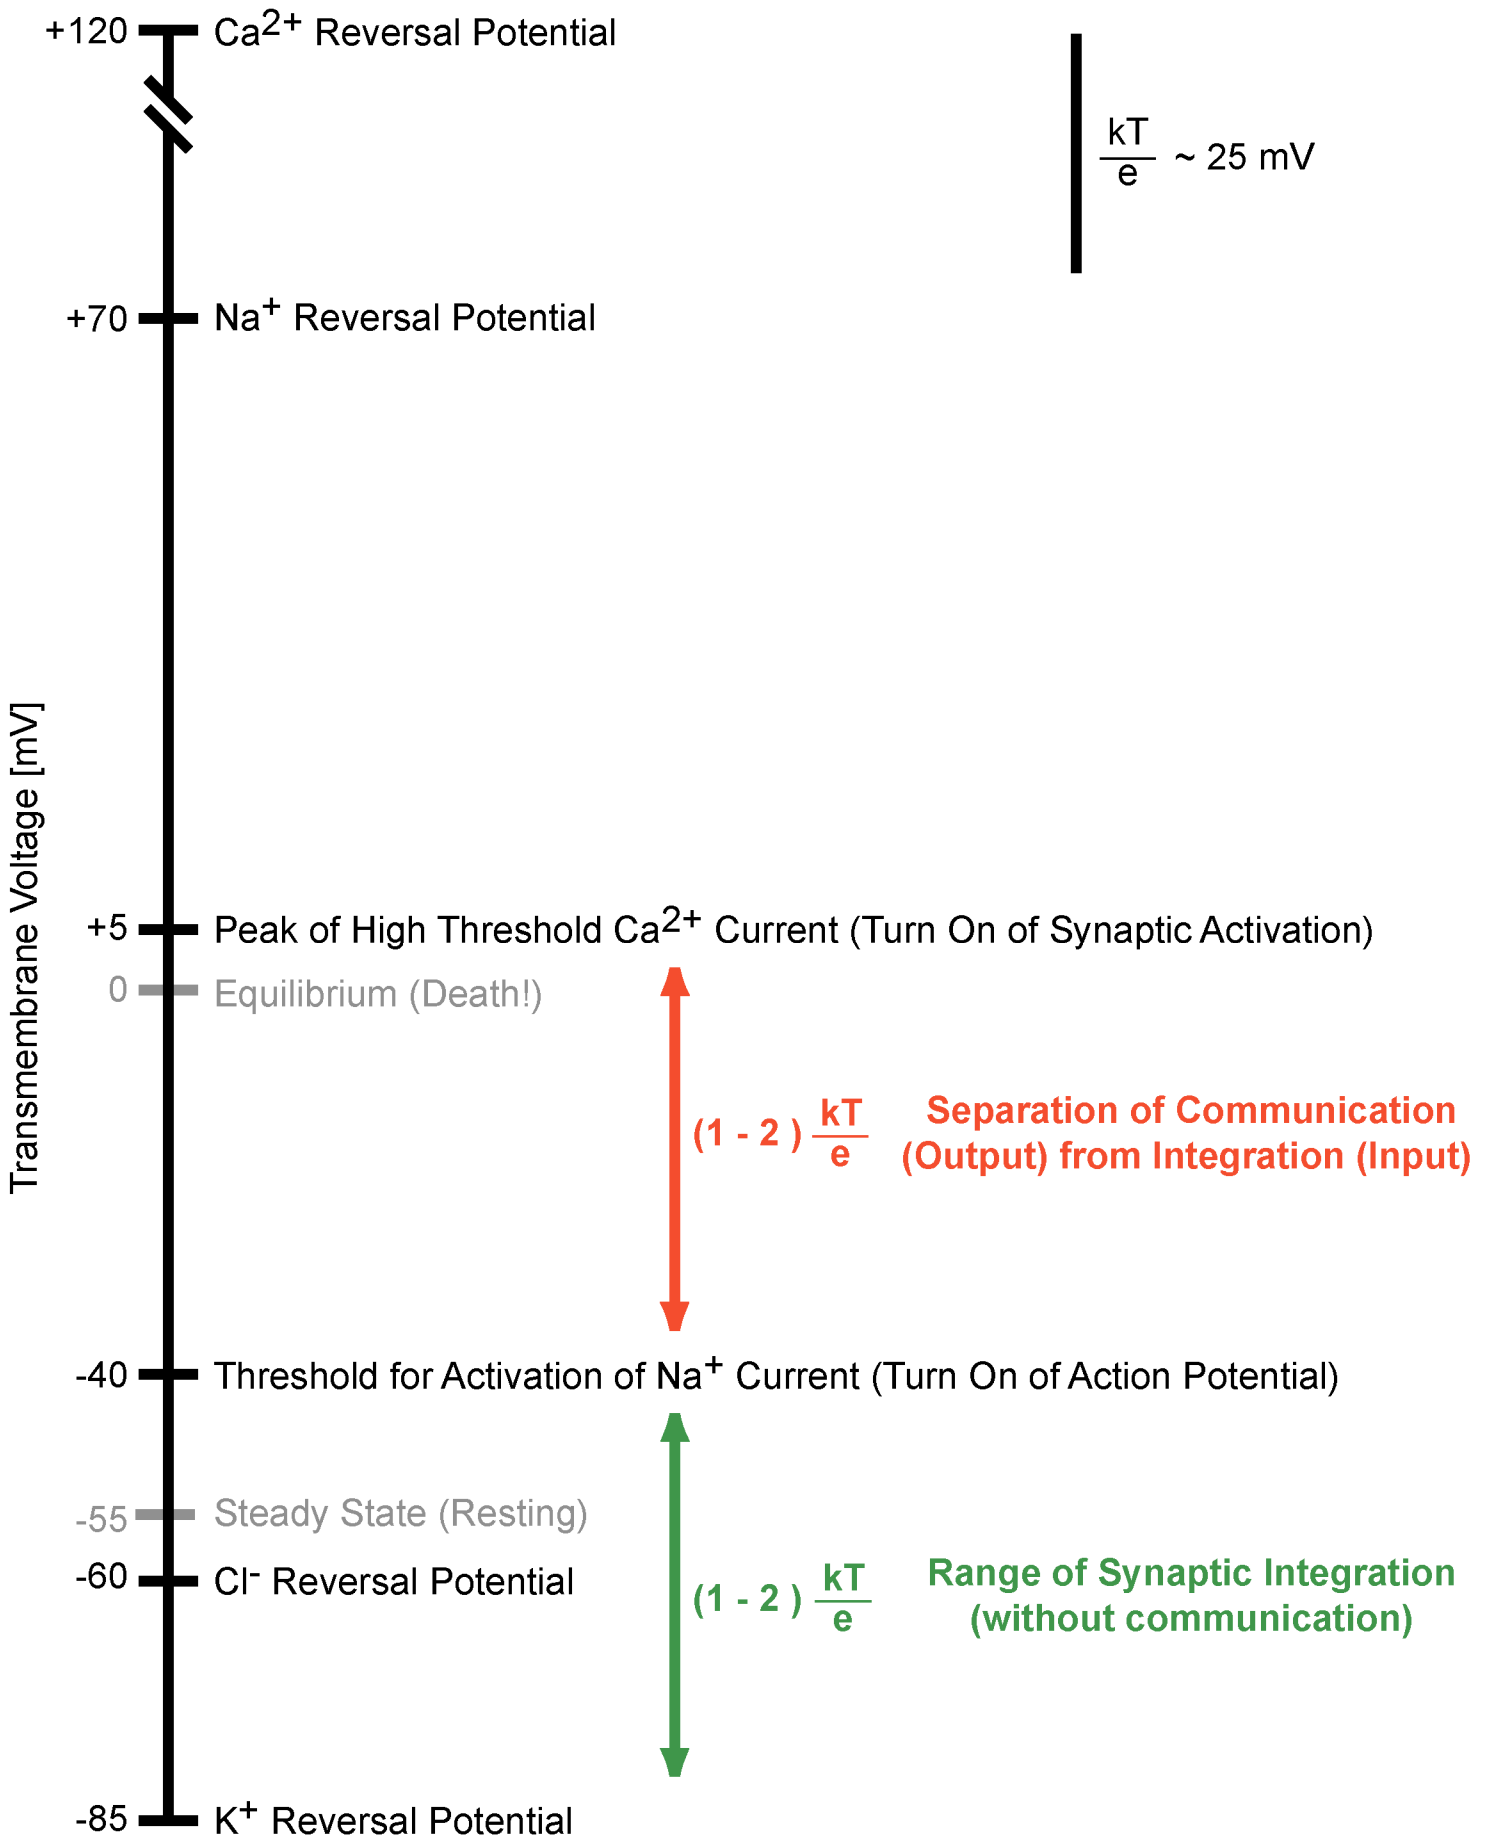 +120 Ca2+ Reversal Potential
kT
e
~ 25 mV
+70 Na+ Reversal Potential
Transmembrane Voltage [mV]
+5 Peak of High Threshold Ca2+ Current (Turn On of Synaptic Activation)
0 Equilibrium (Death!)
(1 - 2 ) kT
e
Separation of Communication
(Output) from Integration (Input)
-40 Threshold for Activation of Na+ Current (Turn On of Action Potential)
-55 Steady State (Resting)
-60 Cl- Reversal Potential
(1 - 2 ) kT
e
Range of Synaptic Integration
(without communication)
-85 K+ Reversal Potential